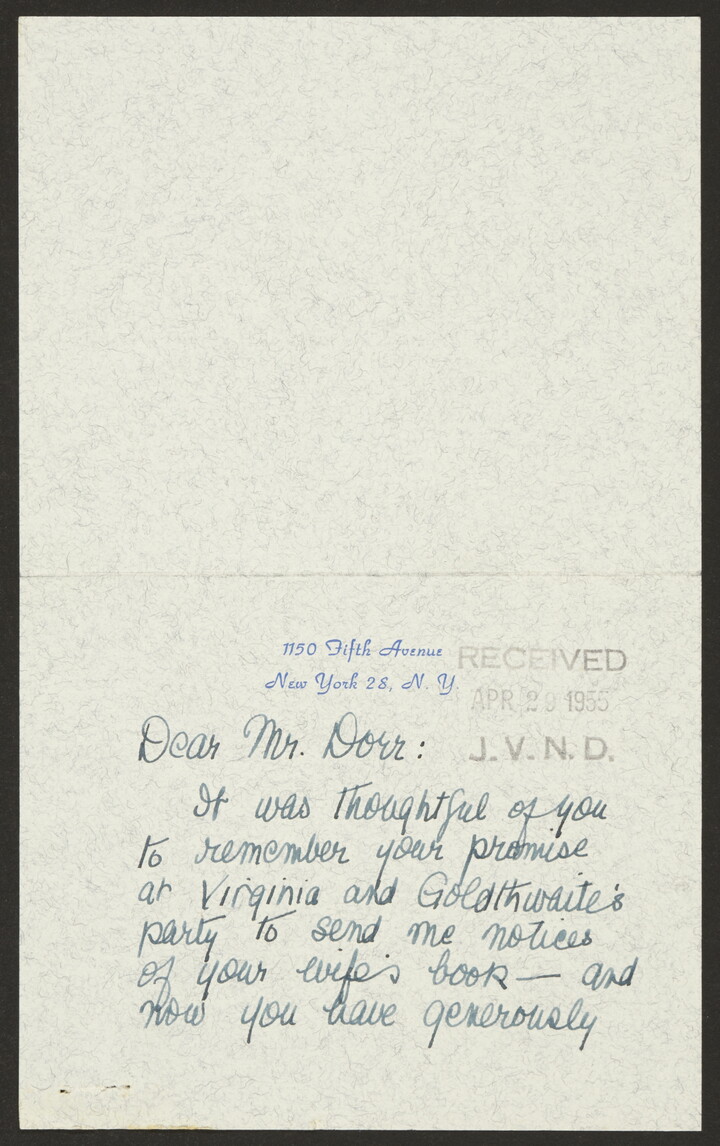 1150 Fifth Avenue
New York 28, N. Y.
RECEIVED
APR 29 1955
J. V. N. D.
Dear Mr. Dorr:
It was thoughtful of you
to remember your promise
at Virginia and Goldthwaite's
party to send me notices
of your wife's book — and
now you have generously